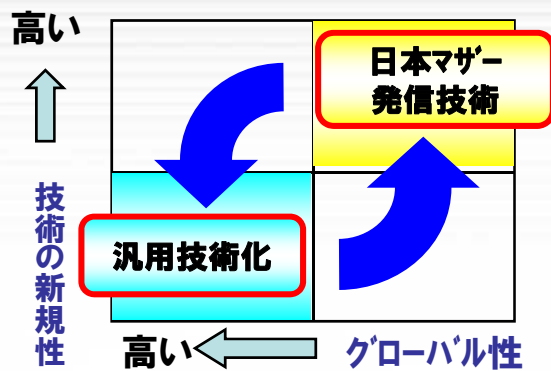 高い
日本マザー
発信技術
技術の新規性
汎用技術化
高い
グローバル性